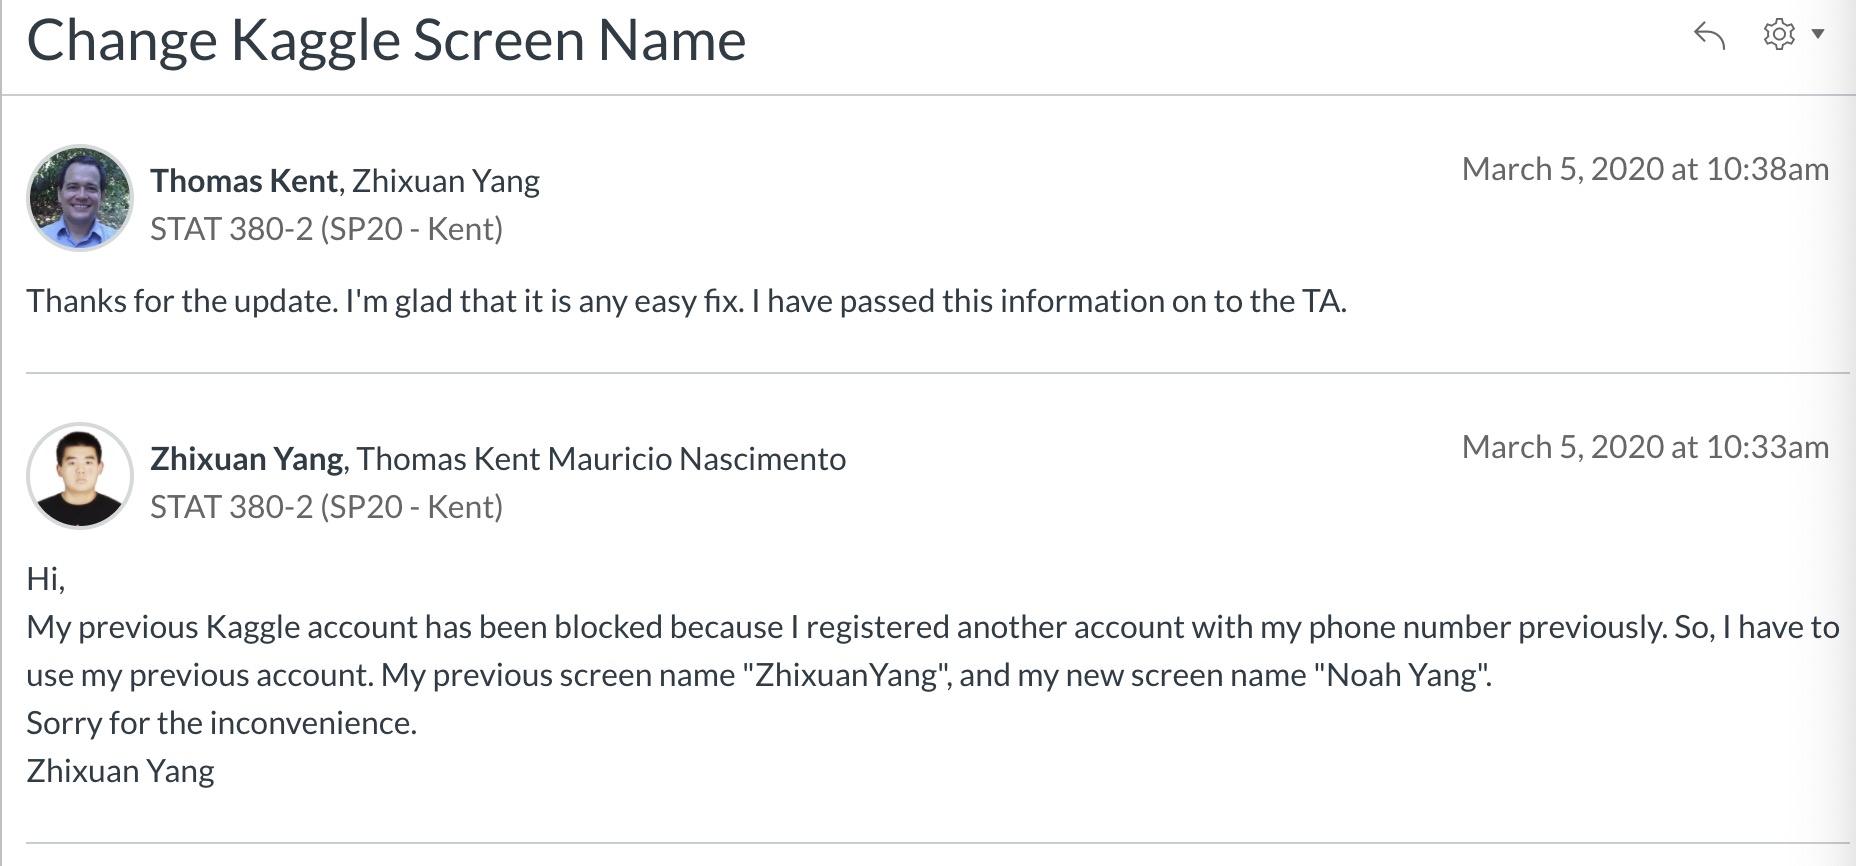 Change Kaggle Screen Name
Thomas Kent, Zhixuan Yang
March 5, 2020 at 10:38am
STAT 380-2 (SP20 - Kent)
Thanks for the update. I'm glad that it is any easy fix. I have passed this information on to the TA.
Zhixuan Yang, Thomas Kent Mauricio Nascimento
March 5, 2020 at 10:33am
STAT 380-2 (SP20 - Kent)
Hi,
My previous Kaggle account has been blocked because I registered another account with my phone number previously. So, I have to
use my previous account. My previous screen name "ZhixuanYang", and my new screen name "Noah Yang".
Sorry for the inconvenience.
Zhixuan Yang